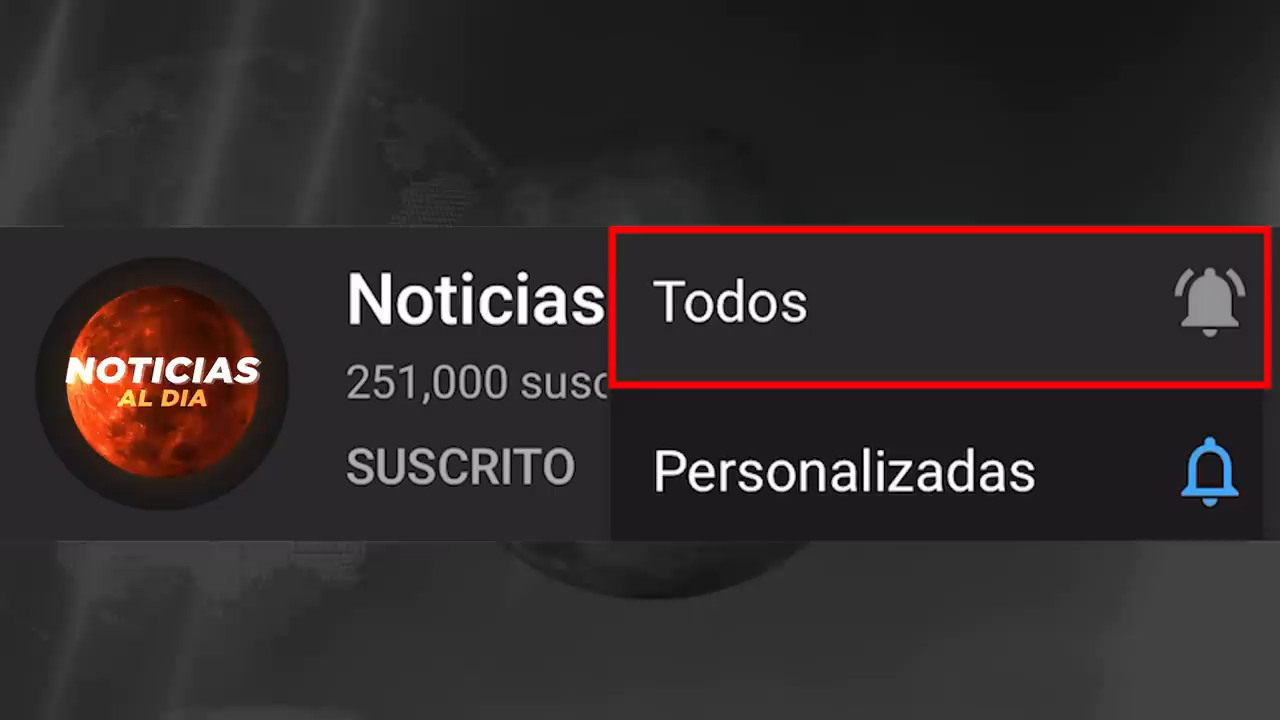 NOTICIAS
AL DIA
Noticias
251,000 susc
SUSCRITO
Todos
Personalizadas